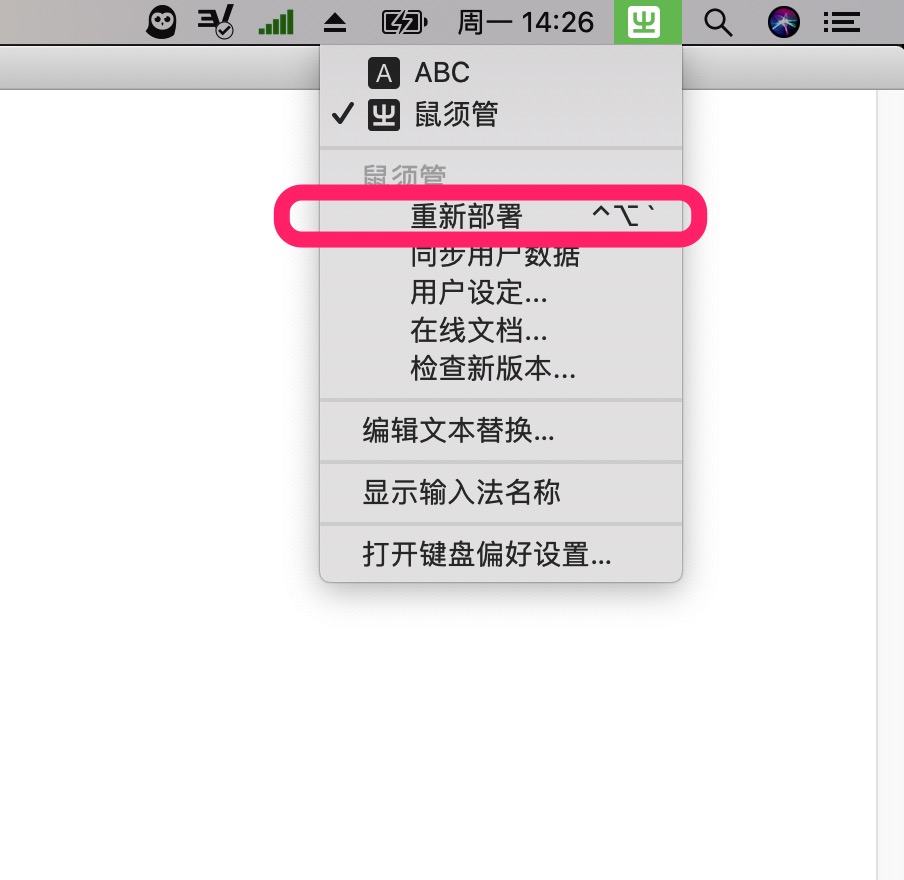 周一 14:26
A ABC
✓ 鼠须管
鼠须管
重新部署 ^⌥`
同步用户数据
用户设定...
在线文档...
检查新版本...
编辑文本替换...
显示输入法名称
打开键盘偏好设置...